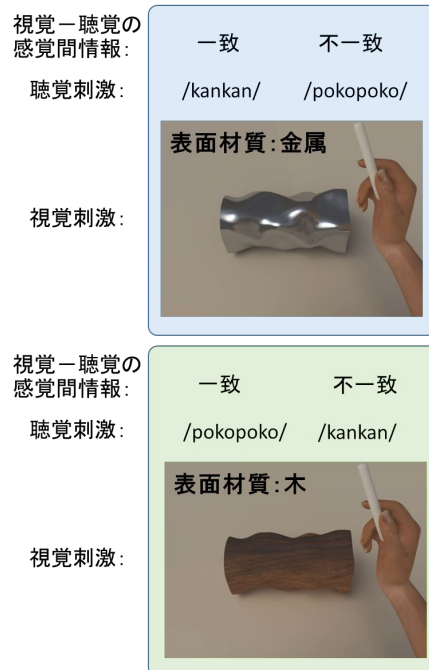 視覚－聴覚の
感覚間情報:
一致 不一致
聴覚刺激: /kankan/ /pokopoko/
表面材質:金属
視覚刺激:
視覚－聴覚の
感覚間情報:
一致 不一致
聴覚刺激: /pokopoko/ /kankan/
表面材質:木
視覚刺激: